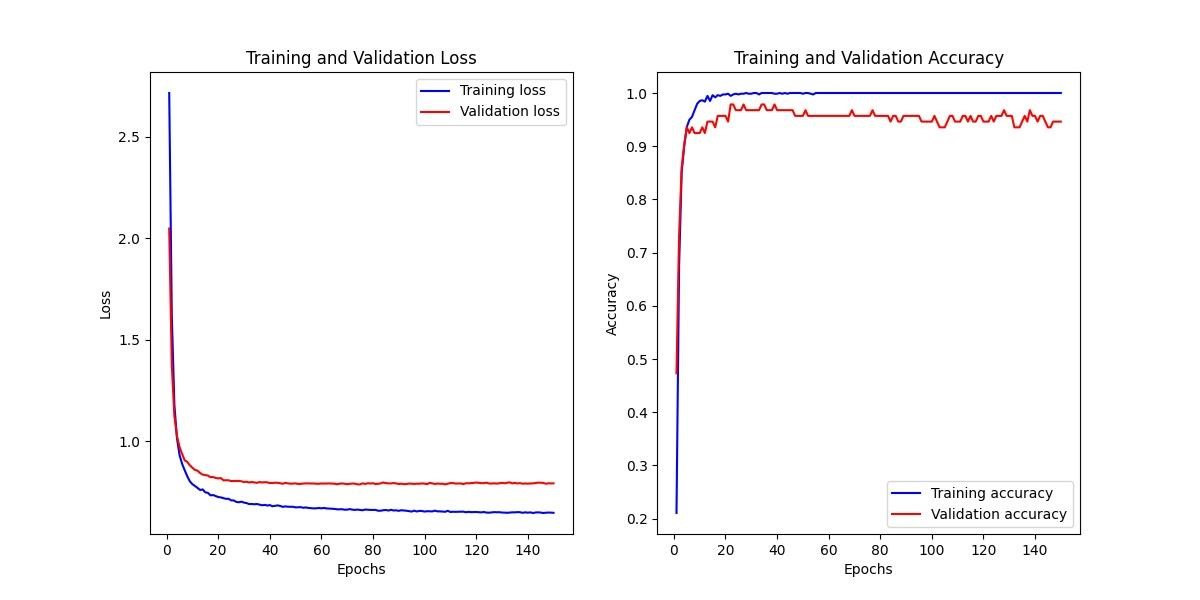 Training and Validation Loss
Training loss
Validation loss
2.5
2.0
1.5
1.0
Loss
0 20 40 60 80 100 120 140
Epochs
Training and Validation Accuracy
1.0
0.9
0.8
0.7
0.6
0.5
0.4
0.3
0.2
Accuracy
Training accuracy
Validation accuracy
0 20 40 60 80 100 120 140
Epochs